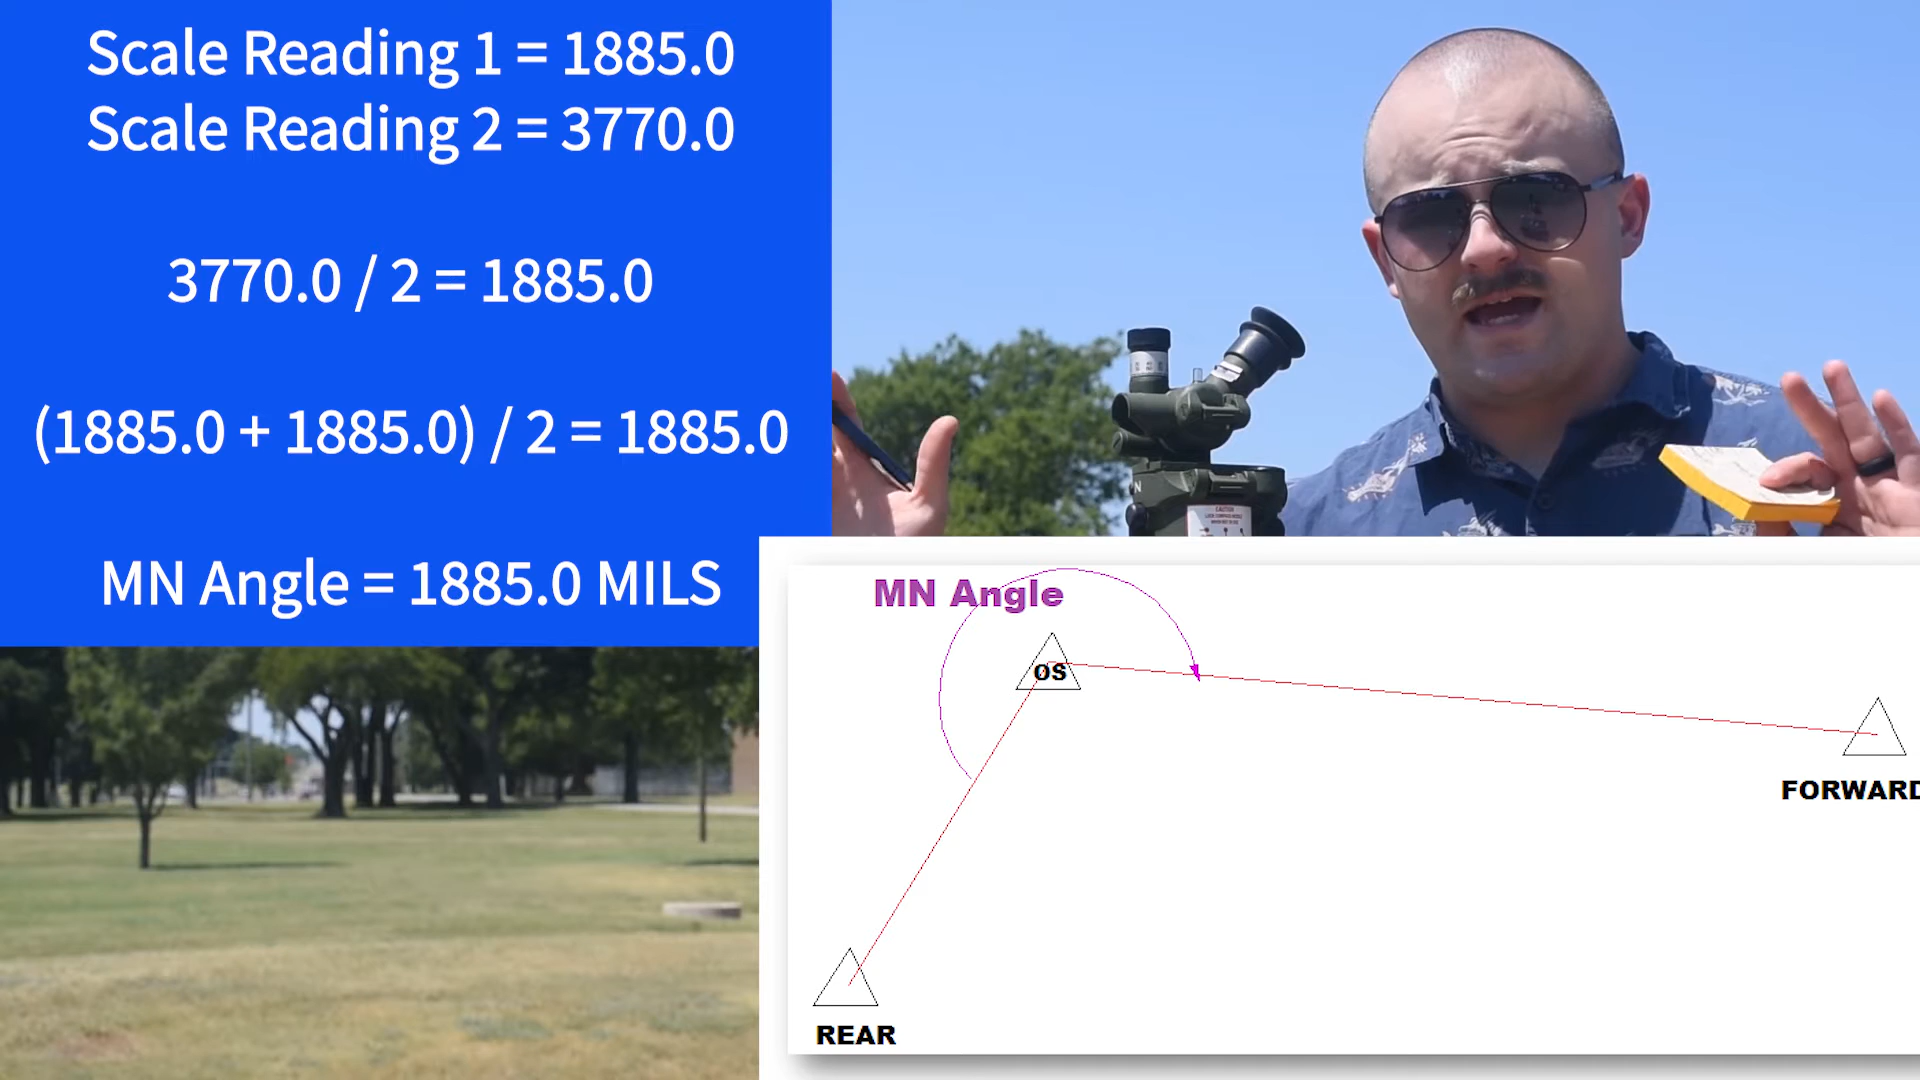 Scale Reading 1 = 1885.0
Scale Reading 2 = 3770.0
3770.0 / 2 = 1885.0
(1885.0 + 1885.0) / 2 = 1885.0
MN Angle = 1885.0 MILS
N
CAUTION
MN Angle
OS
FORWARD
REAR